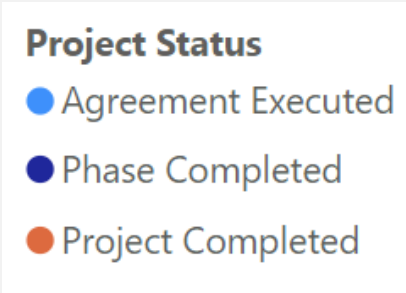 Project Status
Agreement Executed
Phase Completed
Project Completed